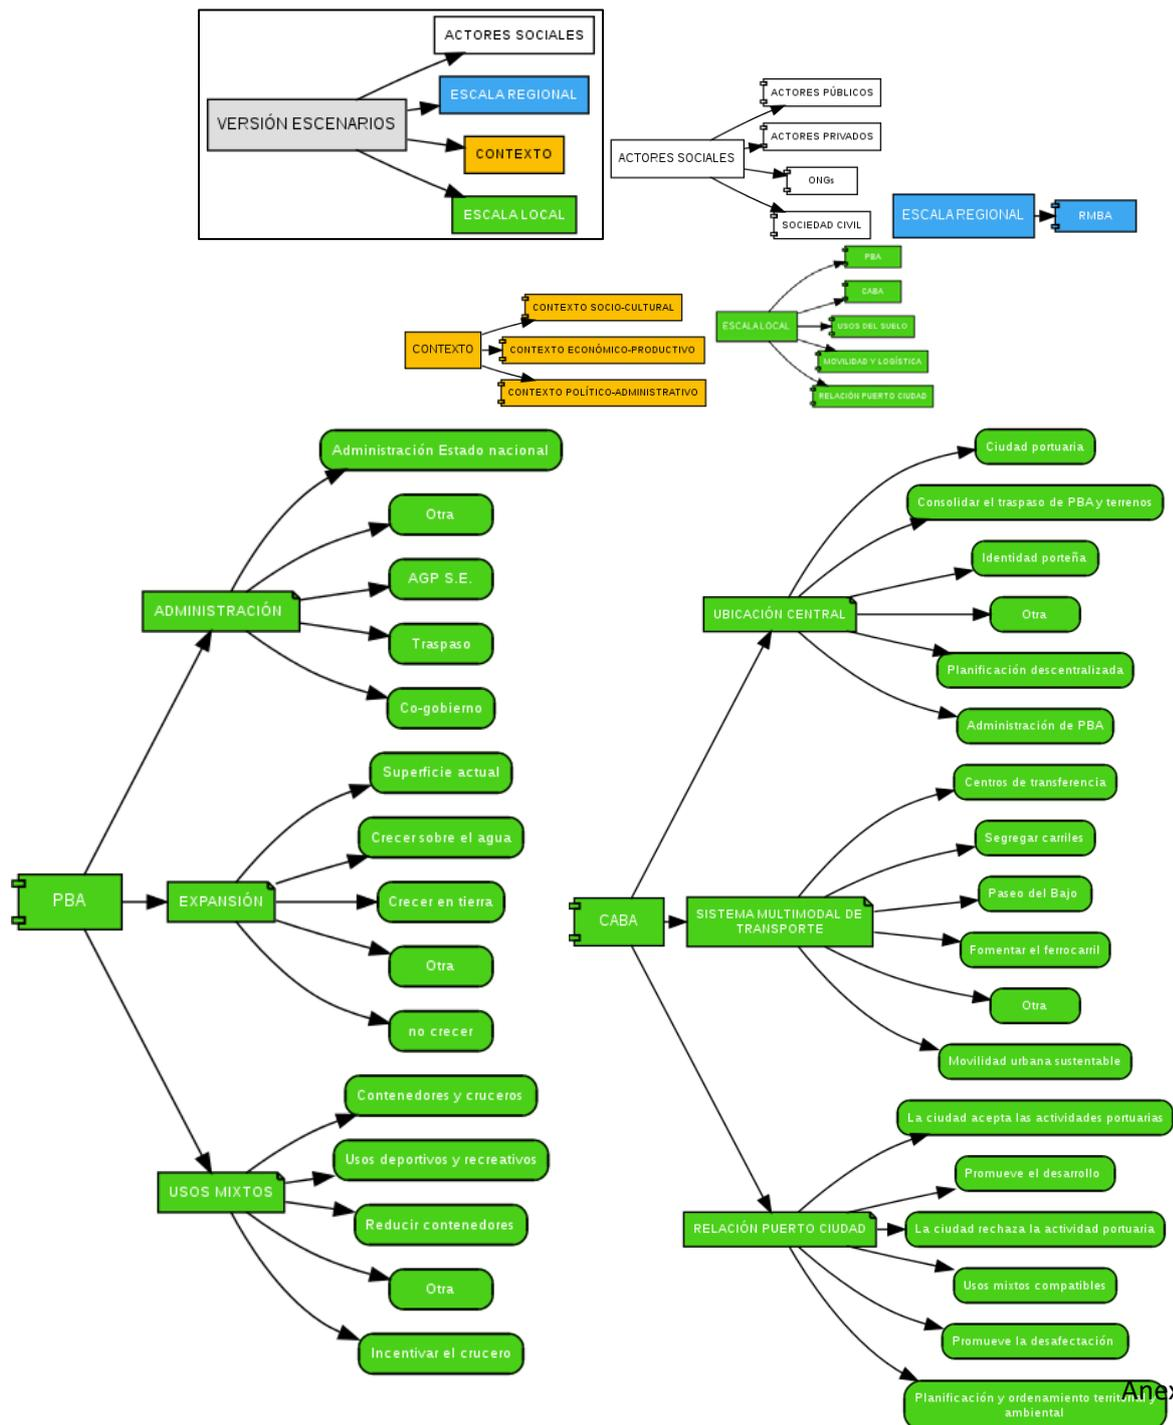 ACTORES SOCIALES
ESCALA REGIONAL
VERSIÓN ESCENARIOS
CONTEXTO
ESCALA LOCAL
ACTORES PÚBLICOS
ACTORES PRIVADOS
ACTORES SOCIALES
ONGs
SOCIEDAD CIVIL
ESCALA REGIONAL
RMBA
CONTEXTO SOCIO-CULTURAL
CONTEXTO
CONTEXTO ECONÓMICO-PRODUCTIVO
CONTEXTO POLÍTICO-ADMINISTRATIVO
PBA
CABA
ESCALA LOCAL
USOS DEL SUELO
MOVILIDAD Y LOGÍSTICA
RELACIÓN PUERTO CIUDAD
Administración Estado nacional
Otra
AGP S.E.
ADMINISTRACIÓN
Traspaso
Co-gobierno
Superficie actual
Crecer sobre el agua
PBA
EXPANSIÓN
Crecer en tierra
Otra
no crecer
Contenedores y cruceros
Usos deportivos y recreativos
USOS MIXTOS
Reducir contenedores
Otra
Incentivar el crucero
Ciudad portuaria
Consolidar el traspaso de PBA y terrenos
Identidad porteña
UBICACIÓN CENTRAL
Otra
Planificación descentralizada
Administración de PBA
Centros de transferencia
Segregar carriles
Paseo del Bajo
CABA
SISTEMA MULTIMODAL DE
TRANSPORTE
Fomentar el ferrocarril
Otra
Movilidad urbana sustentable
La ciudad acepta las actividades portuarias
Promueve el desarrollo
RELACIÓN PUERTO CIUDAD
La ciudad rechaza la actividad portuaria
Usos mixtos compatibles
Promueve la desafectación
Planificación y ordenamiento territorial y
ambiental
Anex